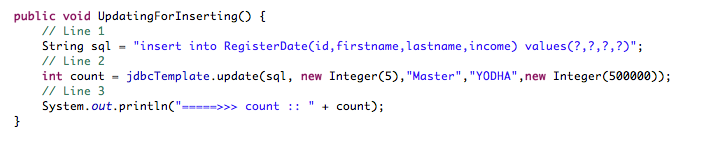 public void UpdatingForInserting() {
// Line 1
String sql = "insert into RegisterDate(id,firstname,lastname,income) values(?,?,?,?)";
// Line 2
int count = jdbcTemplate.update(sql, new Integer(5),"Master","YODHA",new Integer(500000));
// Line 3
System.out.println("=====>>> count :: " + count);
}